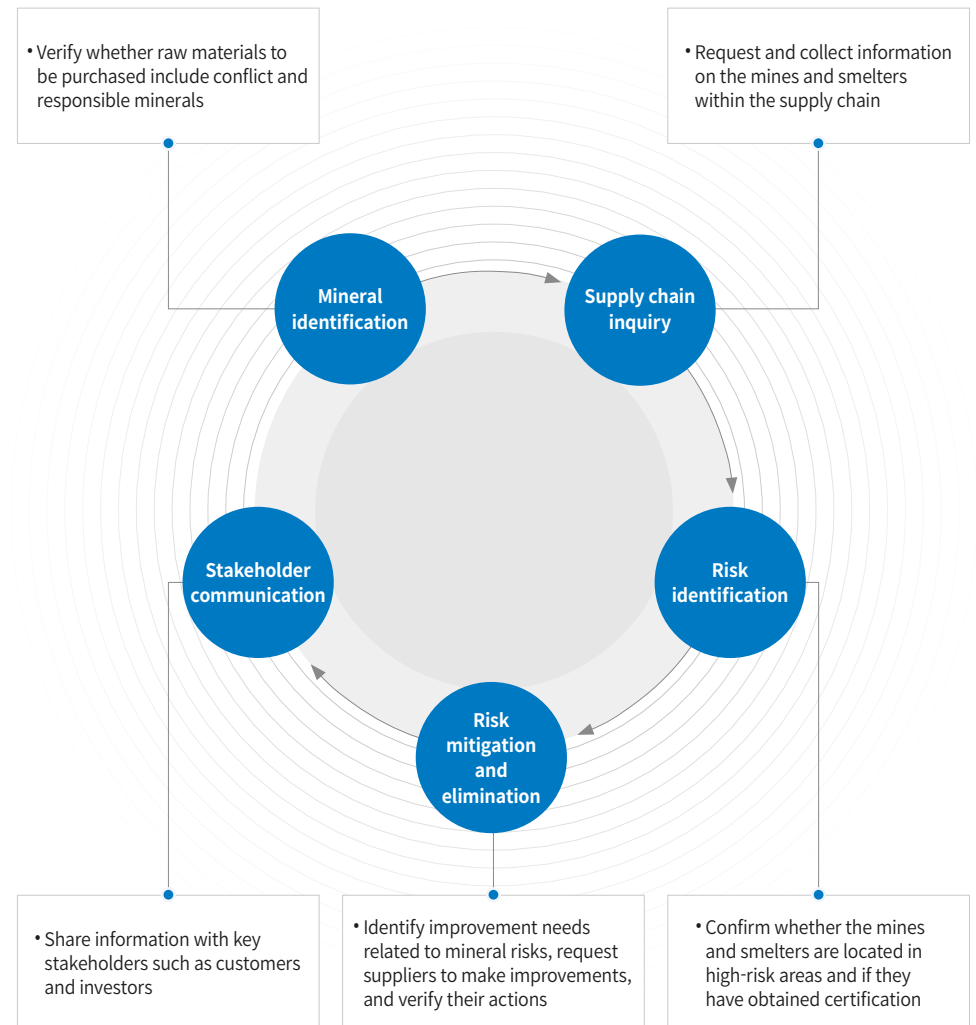 • Verify whether raw materials to
be purchased include conflict and
responsible minerals
• Request and collect information
on the mines and smelters
within the supply chain
Mineral
identification
Supply chain
inquiry
Stakeholder
communication
Risk
identification
Risk
mitigation
and
elimination
• Share information with key
stakeholders such as customers
and investors
• Identify improvement needs
related to mineral risks, request
suppliers to make improvements,
and verify their actions
• Confirm whether the mines
and smelters are located in
high-risk areas and if they
have obtained certification